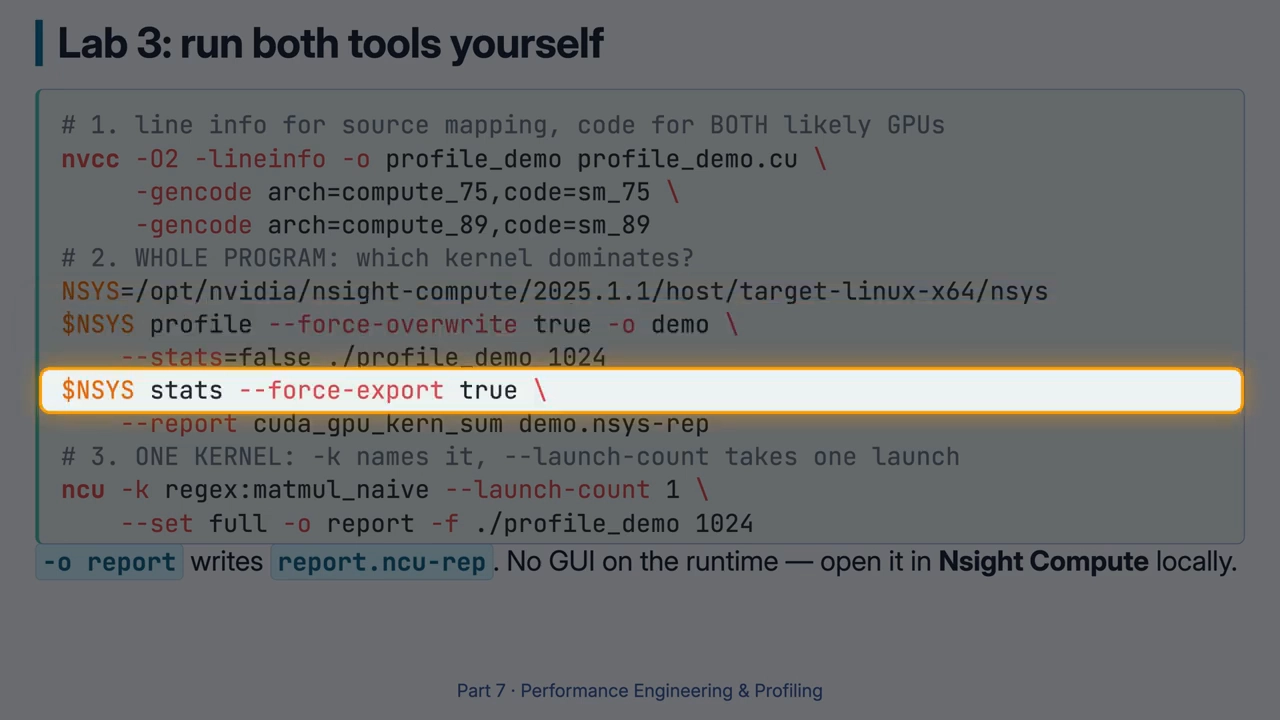 Lab 3: run both tools yourself
# 1. line info for source mapping, code for BOTH likely GPUs
nvcc -O2 -lineinfo -o profile_demo profile_demo.cu \
-gencode arch=compute_75,code=sm_75 \
-gencode arch=compute_89,code=sm_89
# 2. WHOLE PROGRAM: which kernel dominates?
NSYS=/opt/nvidia/nsight-compute/2025.1.1/host/target-linux-x64/nsys
$NSYS profile --force-overwrite true -o demo \
--stats=false ./profile_demo 1024
$NSYS stats --force-export true \
--report cuda_gpu_kern_sum demo.nsys-rep
# 3. ONE KERNEL: -k names it, --launch-count takes one launch
ncu -k regex:matmul_naive --launch-count 1 \
--set full -o report -f ./profile_demo 1024
-o report writes report.ncu-rep. No GUI on the runtime — open it in Nsight Compute locally.
Part 7 · Performance Engineering & Profiling